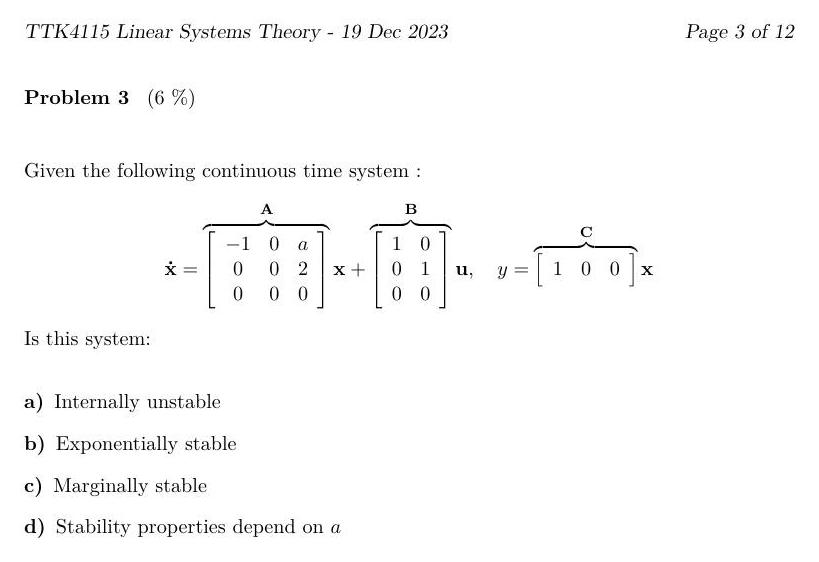 TTK4115 Linear Systems Theory - 19 Dec 2023 Page 3 of 12
Problem 3 (6 %)
Given the following continuous time system :
A B C
ẋ = [ −1 0 a ; 0 0 2 ; 0 0 0 ] x + [ 1 0 ; 0 1 ; 0 0 ] u, y = [ 1 0 0 ] x
Is this system:
a) Internally unstable
b) Exponentially stable
c) Marginally stable
d) Stability properties depend on a